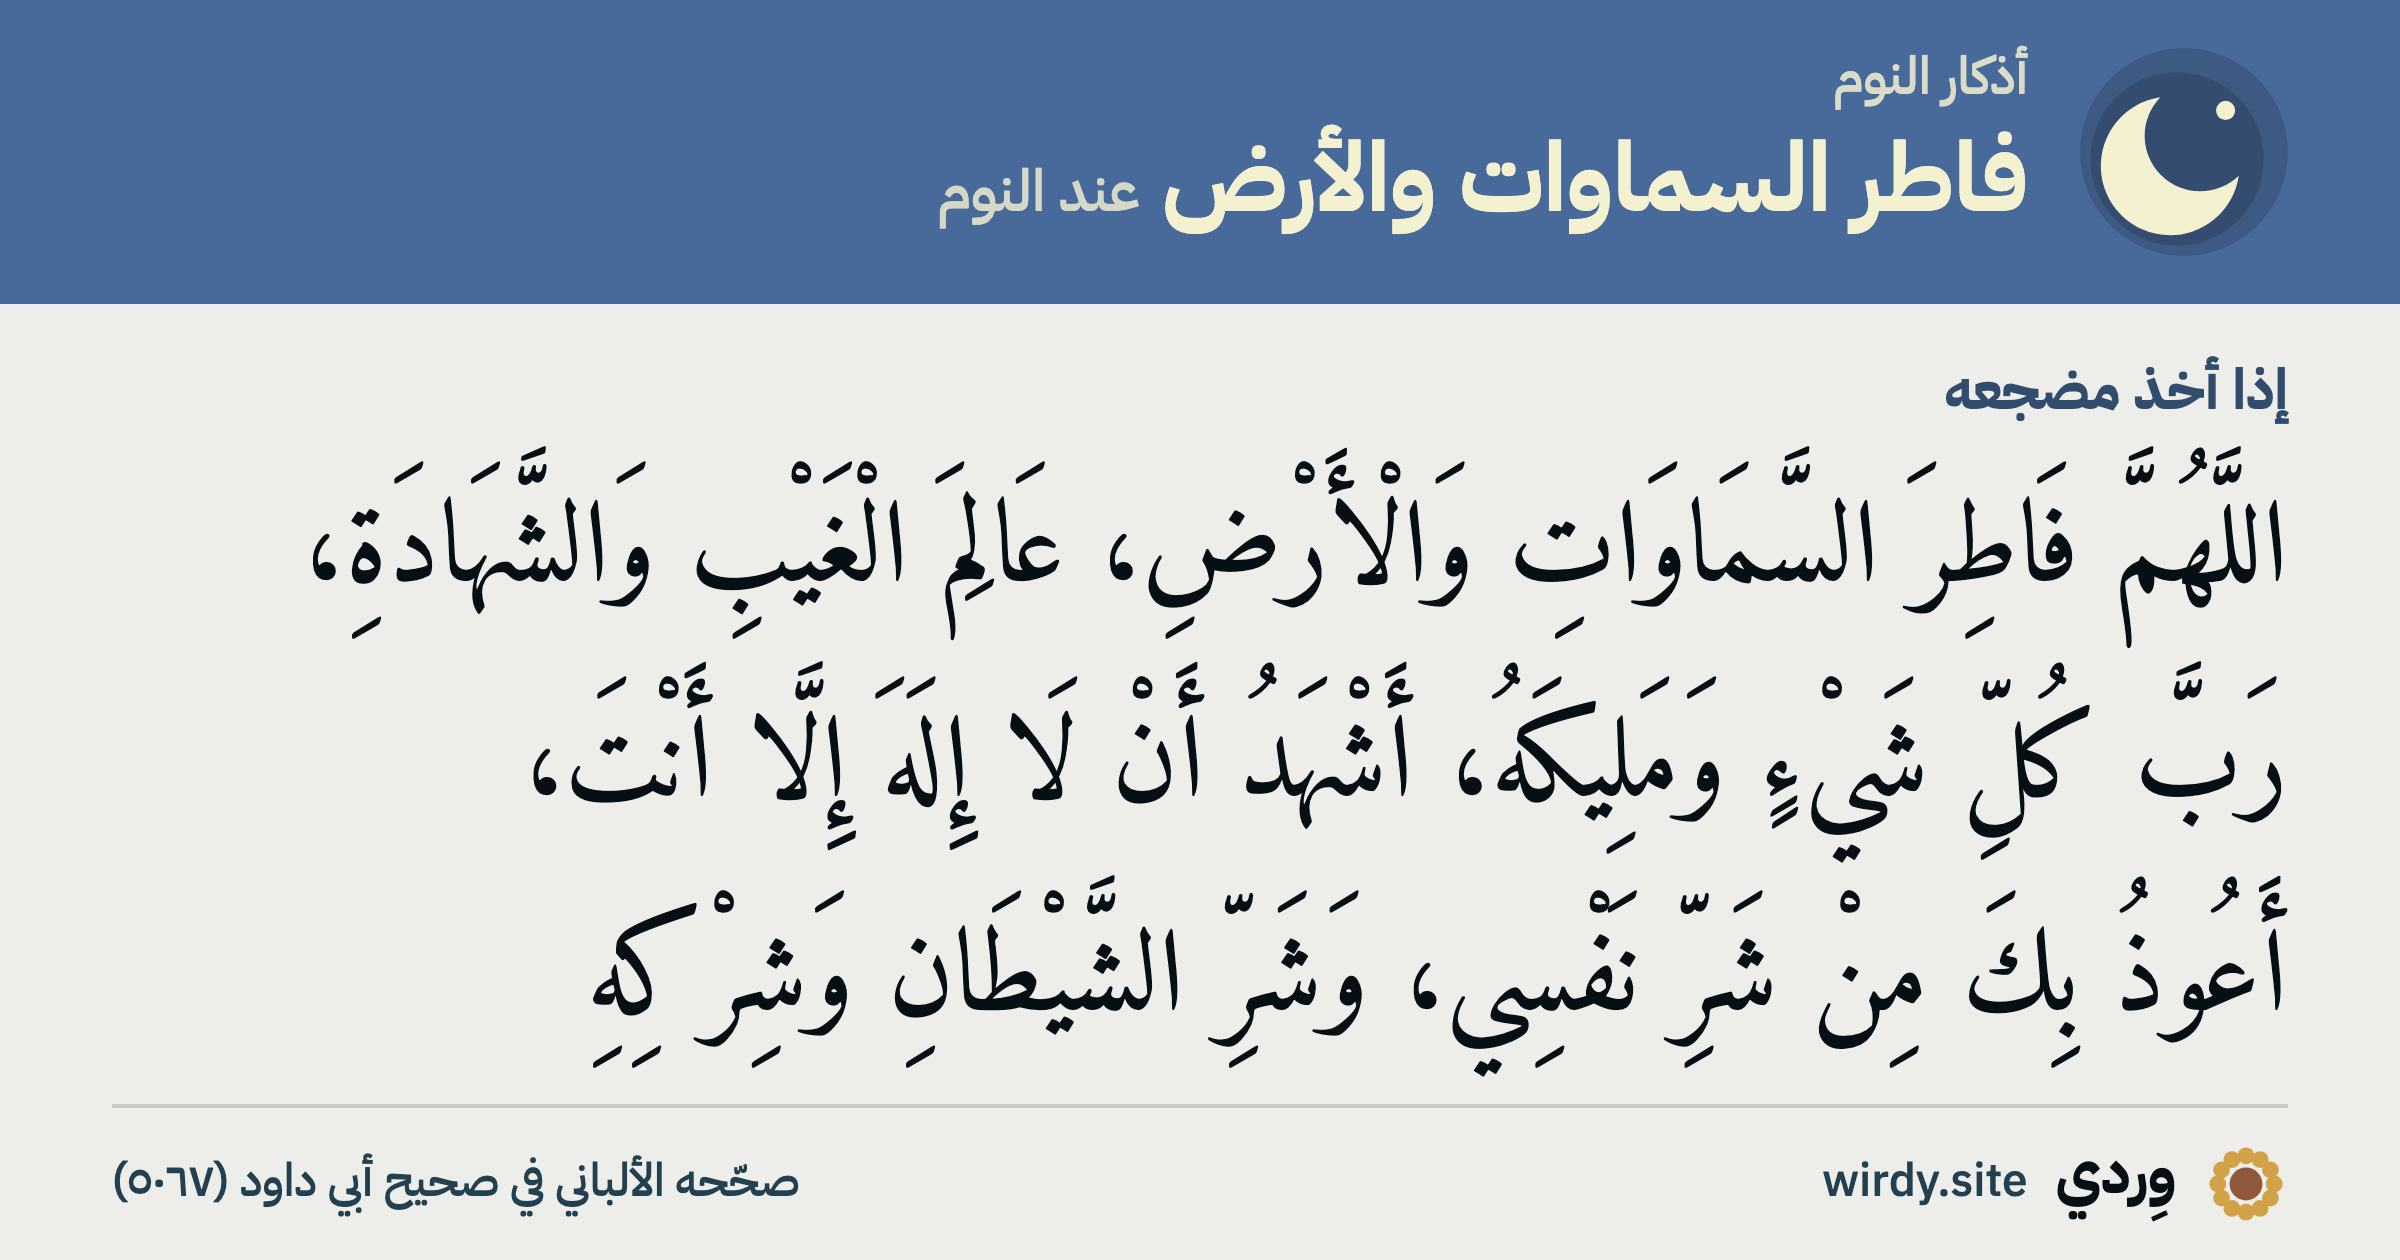 أذكار النوم
فاطر السماوات والأرض عند النوم
إذا أخذ مضجعه
اللَّهُمَّ فَاطِرَ السَّمَاوَاتِ وَالْأَرْضِ، عَالِمَ الْغَيْبِ وَالشَّهَادَةِ،
رَبَّ كُلِّ شَيْءٍ وَمَلِيكَهُ، أَشْهَدُ أَنْ لَا إِلَهَ إِلَّا أَنْتَ،
أَعُوذُ بِكَ مِنْ شَرِّ نَفْسِي، وَشَرِّ الشَّيْطَانِ وَشِرْكِهِ
وِردي wirdy.site
صحّحه الألباني في صحيح أبي داود (٥٠٦٧)